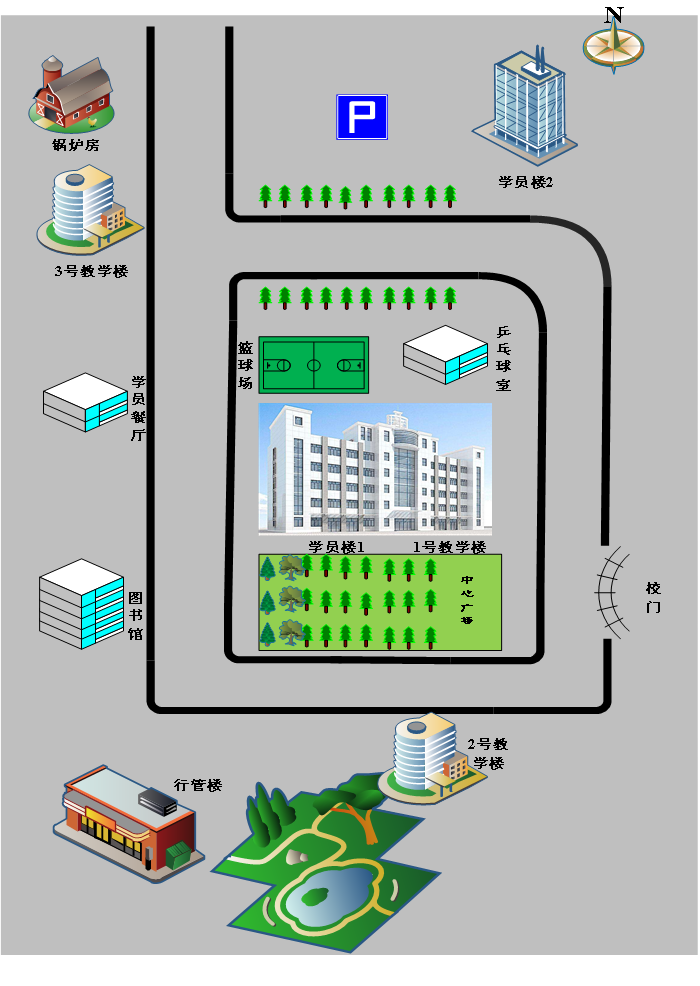 N
P
锅炉房
学员楼2
3号教学楼
篮球场
乒乓球室
学员餐厅
学员楼1
1号教学楼
中心广场
图书馆
校门
2号教学楼
行管楼